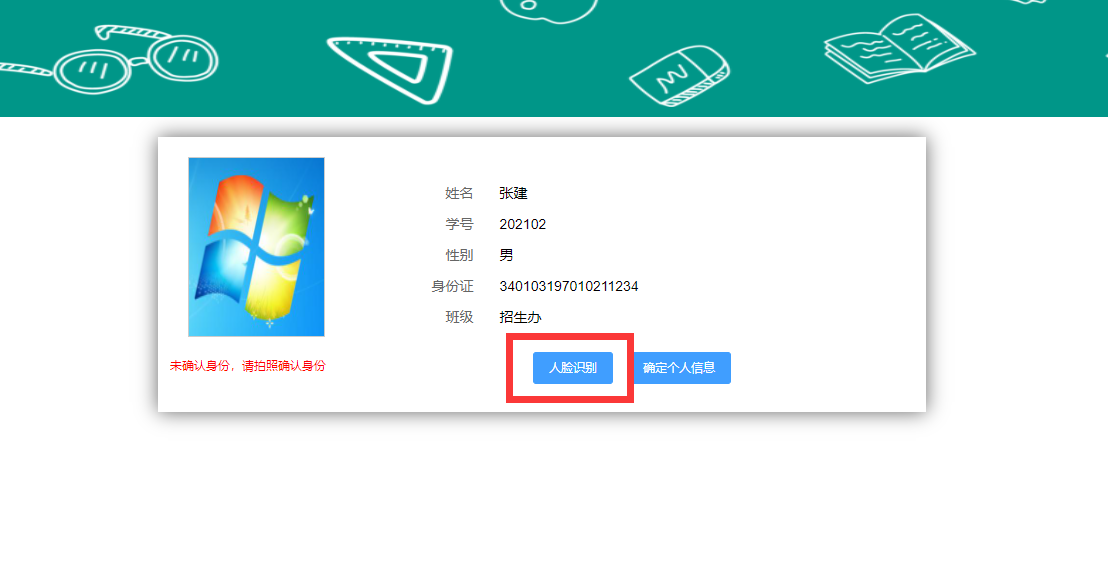 姓名 张建
学号 202102
性别 男
身份证 340103197010211234
班级 招生办
未确认身份，请拍照确认身份
人脸识别 确定个人信息